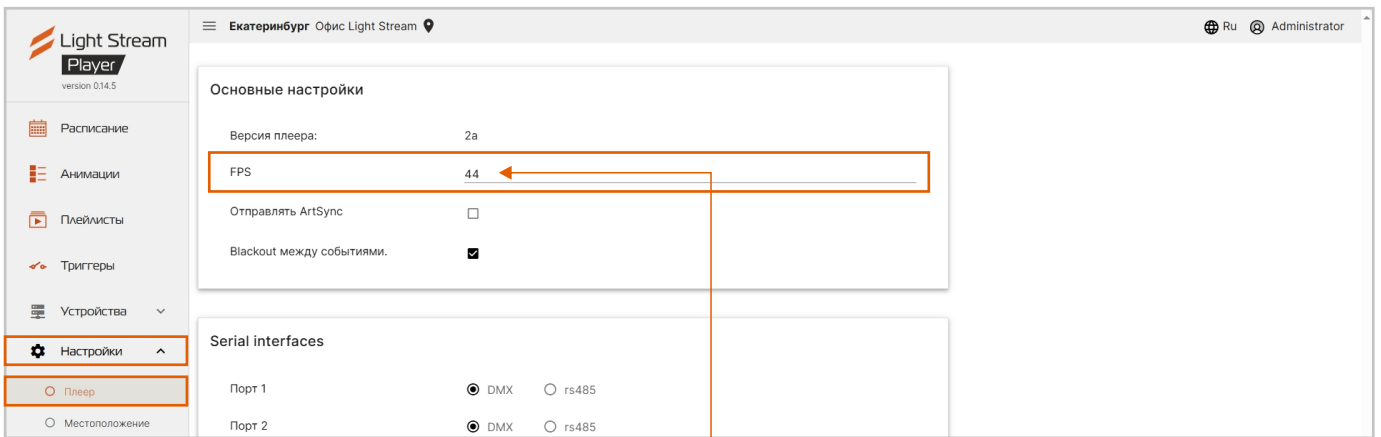 Light Stream
Player
version 0.14.5
Расписание
Анимации
Плейлисты
Триггеры
Устройства
Настройки
Плеер
Местоположение
Екатеринбург Офис Light Stream
Ru Administrator
Основные настройки
Версия плеера: 2a
FPS 44
Отправлять ArtSync
Blackout между событиями.
Serial interfaces
Порт 1 DMX rs485
Порт 2 DMX rs485